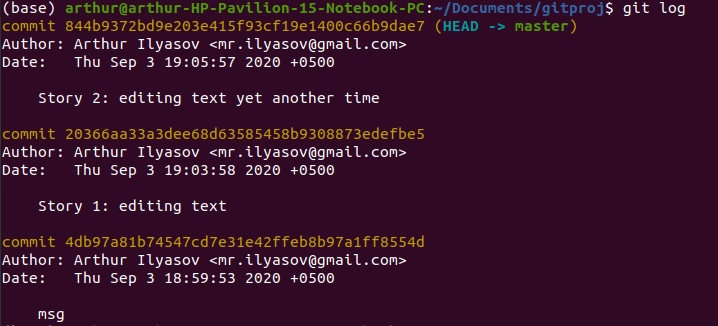 (base) arthur@arthur-HP-Pavilion-15-Notebook-PC:~/Documents/gitproj$ git log
commit 844b9372bd9e203e415f93cf19e1400c66b9dae7 (HEAD -> master)
Author: Arthur Ilyasov <mr.ilyasov@gmail.com>
Date:   Thu Sep 3 19:05:57 2020 +0500
    Story 2: editing text yet another time
commit 20366aa33a3dee68d63585458b9308873edefbe5
Author: Arthur Ilyasov <mr.ilyasov@gmail.com>
Date:   Thu Sep 3 19:03:58 2020 +0500
    Story 1: editing text
commit 4db97a81b74547cd7e31e42ffeb8b97a1ff8554d
Author: Arthur Ilyasov <mr.ilyasov@gmail.com>
Date:   Thu Sep 3 18:59:53 2020 +0500
    msg